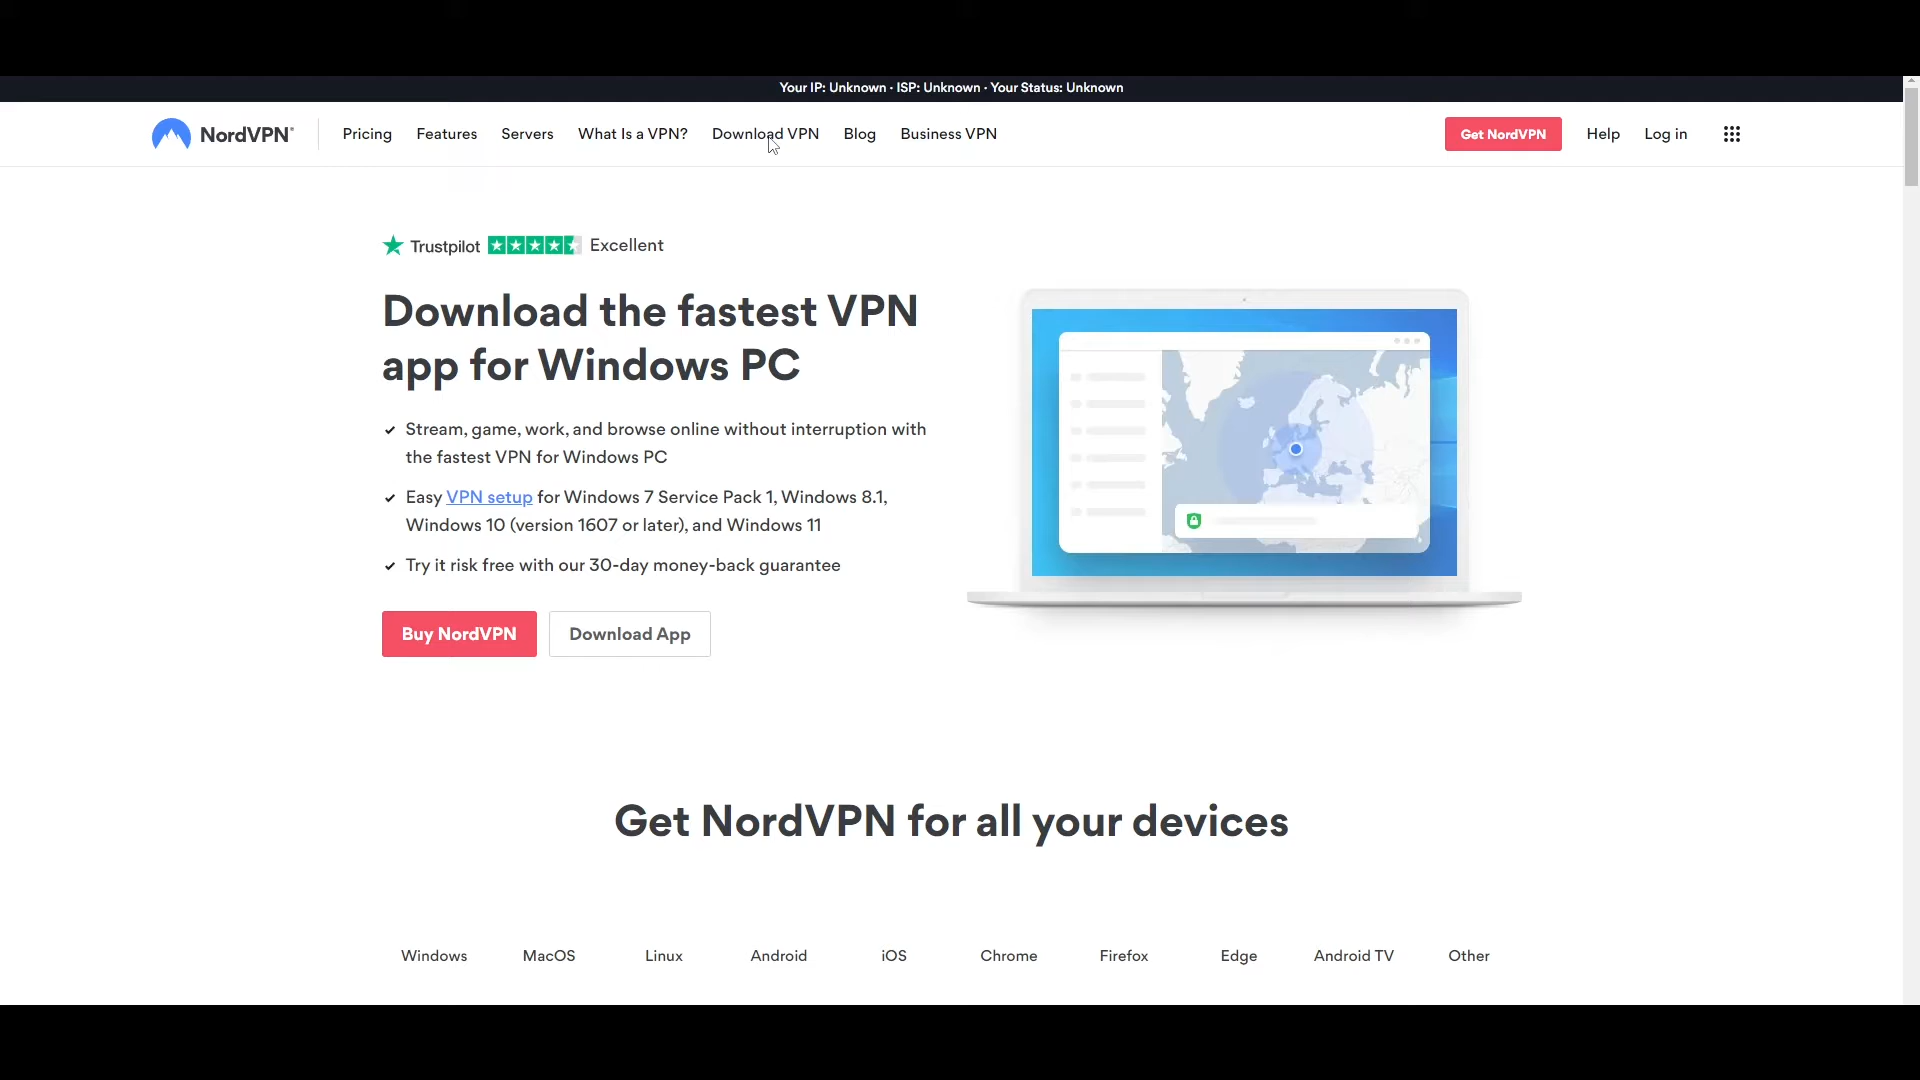 Your IP: Unknown · ISP: Unknown · Your Status: Unknown
NordVPN®
Pricing
Features
Servers
What Is a VPN?
Download VPN
Blog
Business VPN
Get NordVPN
Help
Log in
Trustpilot
Excellent
Download the fastest VPN
app for Windows PC
Stream, game, work, and browse online without interruption with
the fastest VPN for Windows PC
Easy VPN setup for Windows 7 Service Pack 1, Windows 8.1,
Windows 10 (version 1607 or later), and Windows 11
Try it risk free with our 30-day money-back guarantee
Buy NordVPN
Download App
Get NordVPN for all your devices
Windows
MacOS
Linux
Android
iOS
Chrome
Firefox
Edge
Android TV
Other